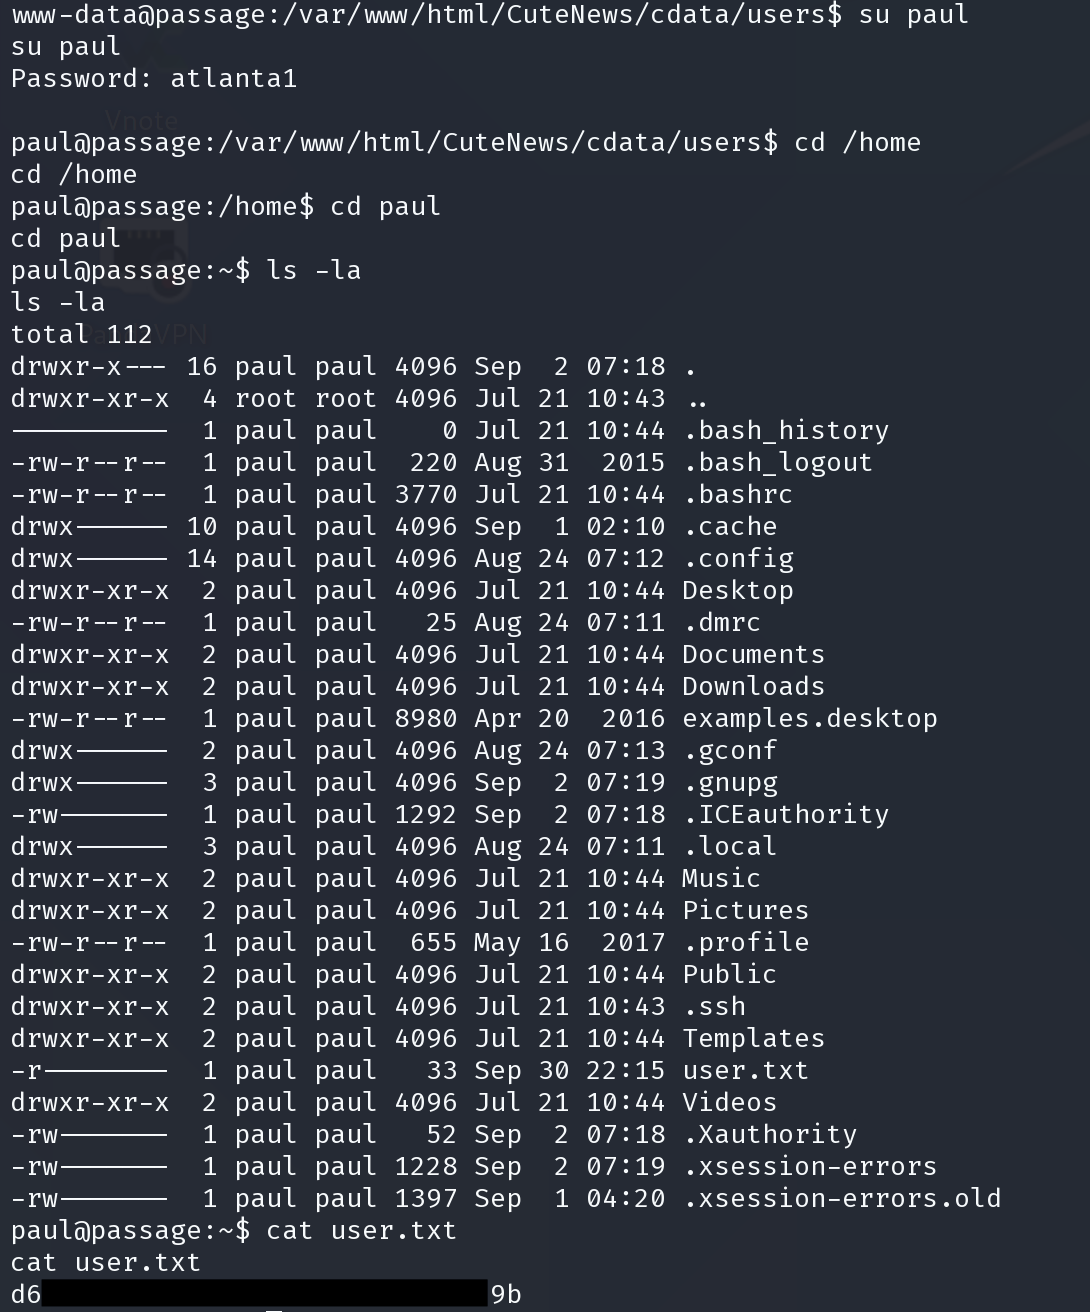 www-data@passage:/var/www/html/CuteNews/cdata/users$ su paul
su paul
Password: atlanta1
Vnote
paul@passage:/var/www/html/CuteNews/cdata/users$ cd /home
cd /home
paul@passage:/home$ cd paul
cd paul
paul@passage:~$ ls -la
ls -la
total 112
VPN
drwxr-x--- 16 paul paul 4096 Sep  2 07:18 .
drwxr-xr-x  4 root root 4096 Jul 21 10:43 ..
----------  1 paul paul    0 Jul 21 10:44 .bash_history
-rw-r--r--  1 paul paul  220 Aug 31  2015 .bash_logout
-rw-r--r--  1 paul paul 3770 Jul 21 10:44 .bashrc
drwx------ 10 paul paul 4096 Sep  1 02:10 .cache
drwx------ 14 paul paul 4096 Aug 24 07:12 .config
drwxr-xr-x  2 paul paul 4096 Jul 21 10:44 Desktop
-rw-r--r--  1 paul paul   25 Aug 24 07:11 .dmrc
drwxr-xr-x  2 paul paul 4096 Jul 21 10:44 Documents
drwxr-xr-x  2 paul paul 4096 Jul 21 10:44 Downloads
-rw-r--r--  1 paul paul 8980 Apr 20  2016 examples.desktop
drwx------  2 paul paul 4096 Aug 24 07:13 .gconf
drwx------  3 paul paul 4096 Sep  2 07:19 .gnupg
-rw-------  1 paul paul 1292 Sep  2 07:18 .ICEauthority
drwx------  3 paul paul 4096 Aug 24 07:11 .local
drwxr-xr-x  2 paul paul 4096 Jul 21 10:44 Music
drwxr-xr-x  2 paul paul 4096 Jul 21 10:44 Pictures
-rw-r--r--  1 paul paul  655 May 16  2017 .profile
drwxr-xr-x  2 paul paul 4096 Jul 21 10:44 Public
drwxr-xr-x  2 paul paul 4096 Jul 21 10:43 .ssh
drwxr-xr-x  2 paul paul 4096 Jul 21 10:44 Templates
-r--------  1 paul paul   33 Sep 30 22:15 user.txt
drwxr-xr-x  2 paul paul 4096 Jul 21 10:44 Videos
-rw-------  1 paul paul   52 Sep  2 07:18 .Xauthority
-rw-------  1 paul paul 1228 Sep  2 07:19 .xsession-errors
-rw-------  1 paul paul 1397 Sep  1 04:20 .xsession-errors.old
paul@passage:~$ cat user.txt
cat user.txt
d6 9b